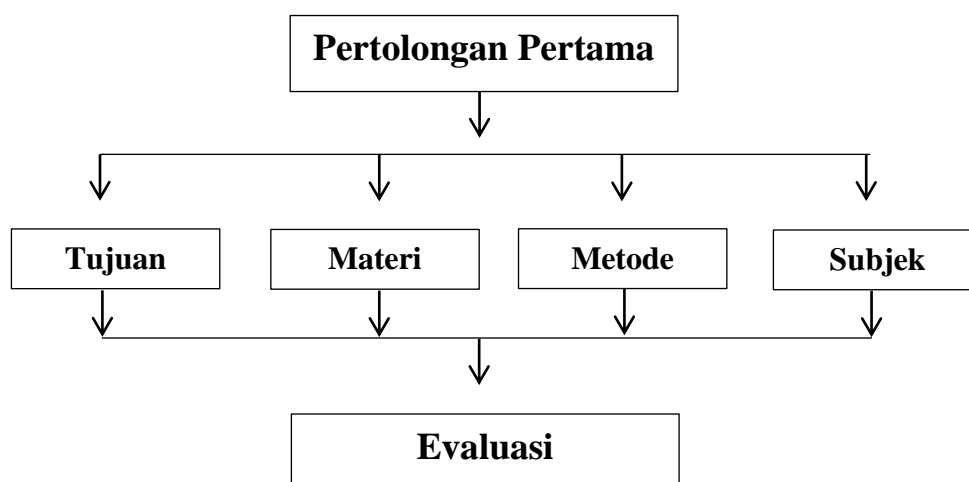 Pertolongan Pertama
Tujuan
Materi
Metode
Subjek
Evaluasi